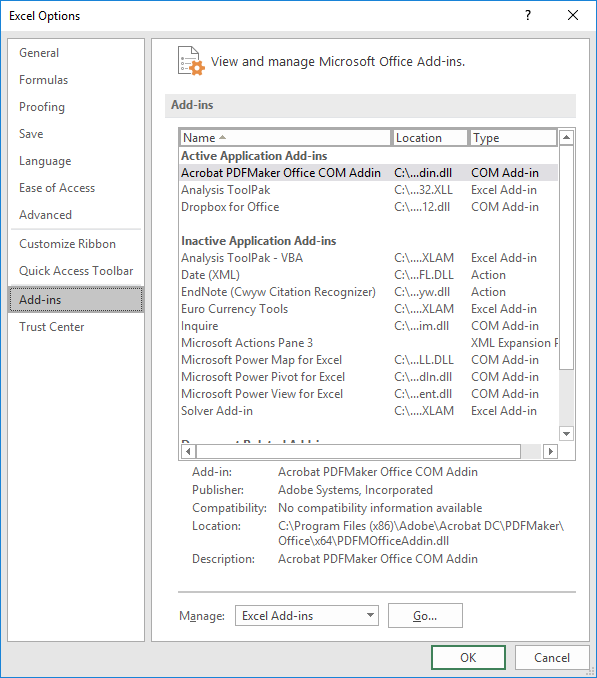 Excel Options
?
General
Formulas
Proofing
Save
Language
Ease of Access
Advanced
Customize Ribbon
Quick Access Toolbar
Add-ins
Trust Center
View and manage Microsoft Office Add-ins.
Add-ins
Name Location Type
Active Application Add-ins
Acrobat PDFMaker Office COM Addin C:\...din.dll COM Add-in
Analysis ToolPak C:\...32.XLL Excel Add-in
Dropbox for Office C:\...12.dll COM Add-in
Inactive Application Add-ins
Analysis ToolPak - VBA C:\....XLAM Excel Add-in
Date (XML) C:\...FL.DLL Action
EndNote (Cwyw Citation Recognizer) C:\...yw.dll Action
Euro Currency Tools C:\....XLAM Excel Add-in
Inquire C:\...im.dll COM Add-in
Microsoft Actions Pane 3 XML Expansion P
Microsoft Power Map for Excel C:\...LL.DLL COM Add-in
Microsoft Power Pivot for Excel C:\...dIn.dll COM Add-in
Microsoft Power View for Excel C:\...ent.dll COM Add-in
Solver Add-in C:\....XLAM Excel Add-in
Add-in: Acrobat PDFMaker Office COM Addin
Publisher: Adobe Systems, Incorporated
Compatibility: No compatibility information available
Location: C:\Program Files (x86)\Adobe\Acrobat DC\PDFMaker\
Office\x64\PDFMOfficeAddin.dll
Description: Acrobat PDFMaker Office COM Addin
Manage: Excel Add-ins Go...
OK Cancel